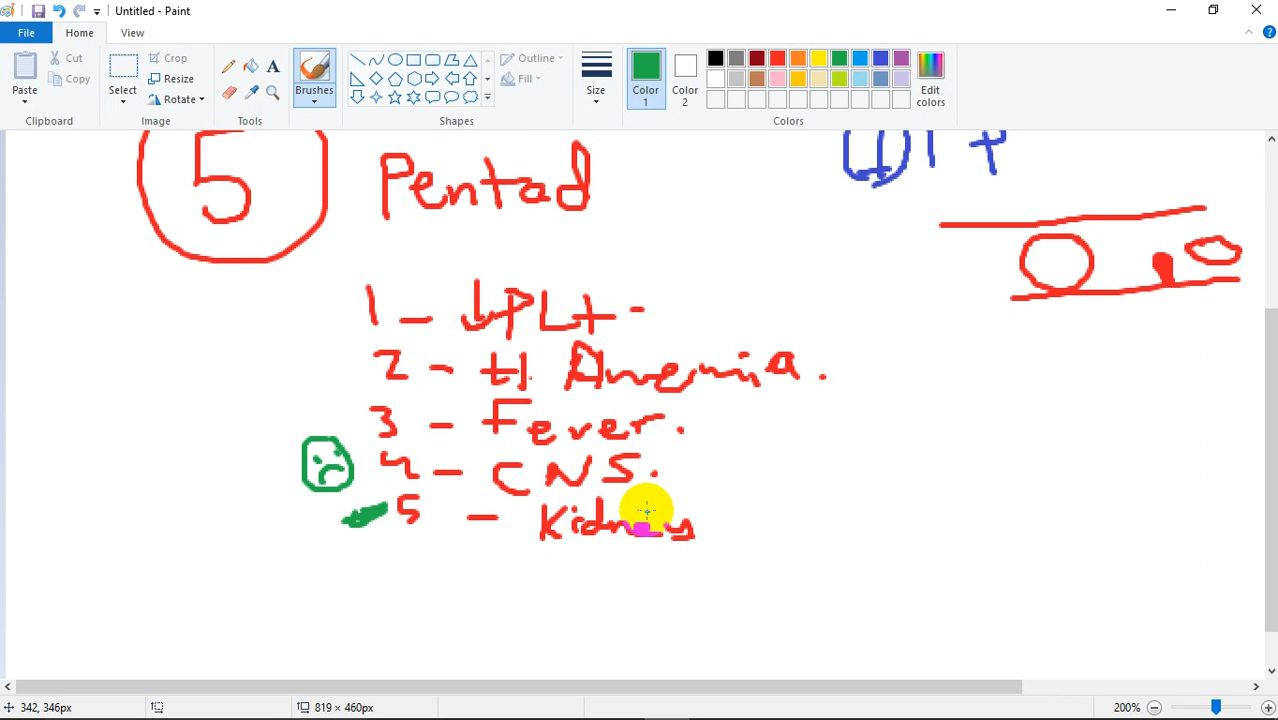 Untitled - Paint
File Home View
Paste
Cut
Copy
Clipboard
Select
Crop
Resize
Rotate
Image
A
Tools
Brushes
Outline
Fill
Shapes
Size
Color 1
Color 2
Edit colors
Colors
5 Pentad
1 - ↓PLt -
2 - H. Anemia.
3 - Fever.
4 - CNS.
5 - Kidney
342, 346px
819 × 460px
200%